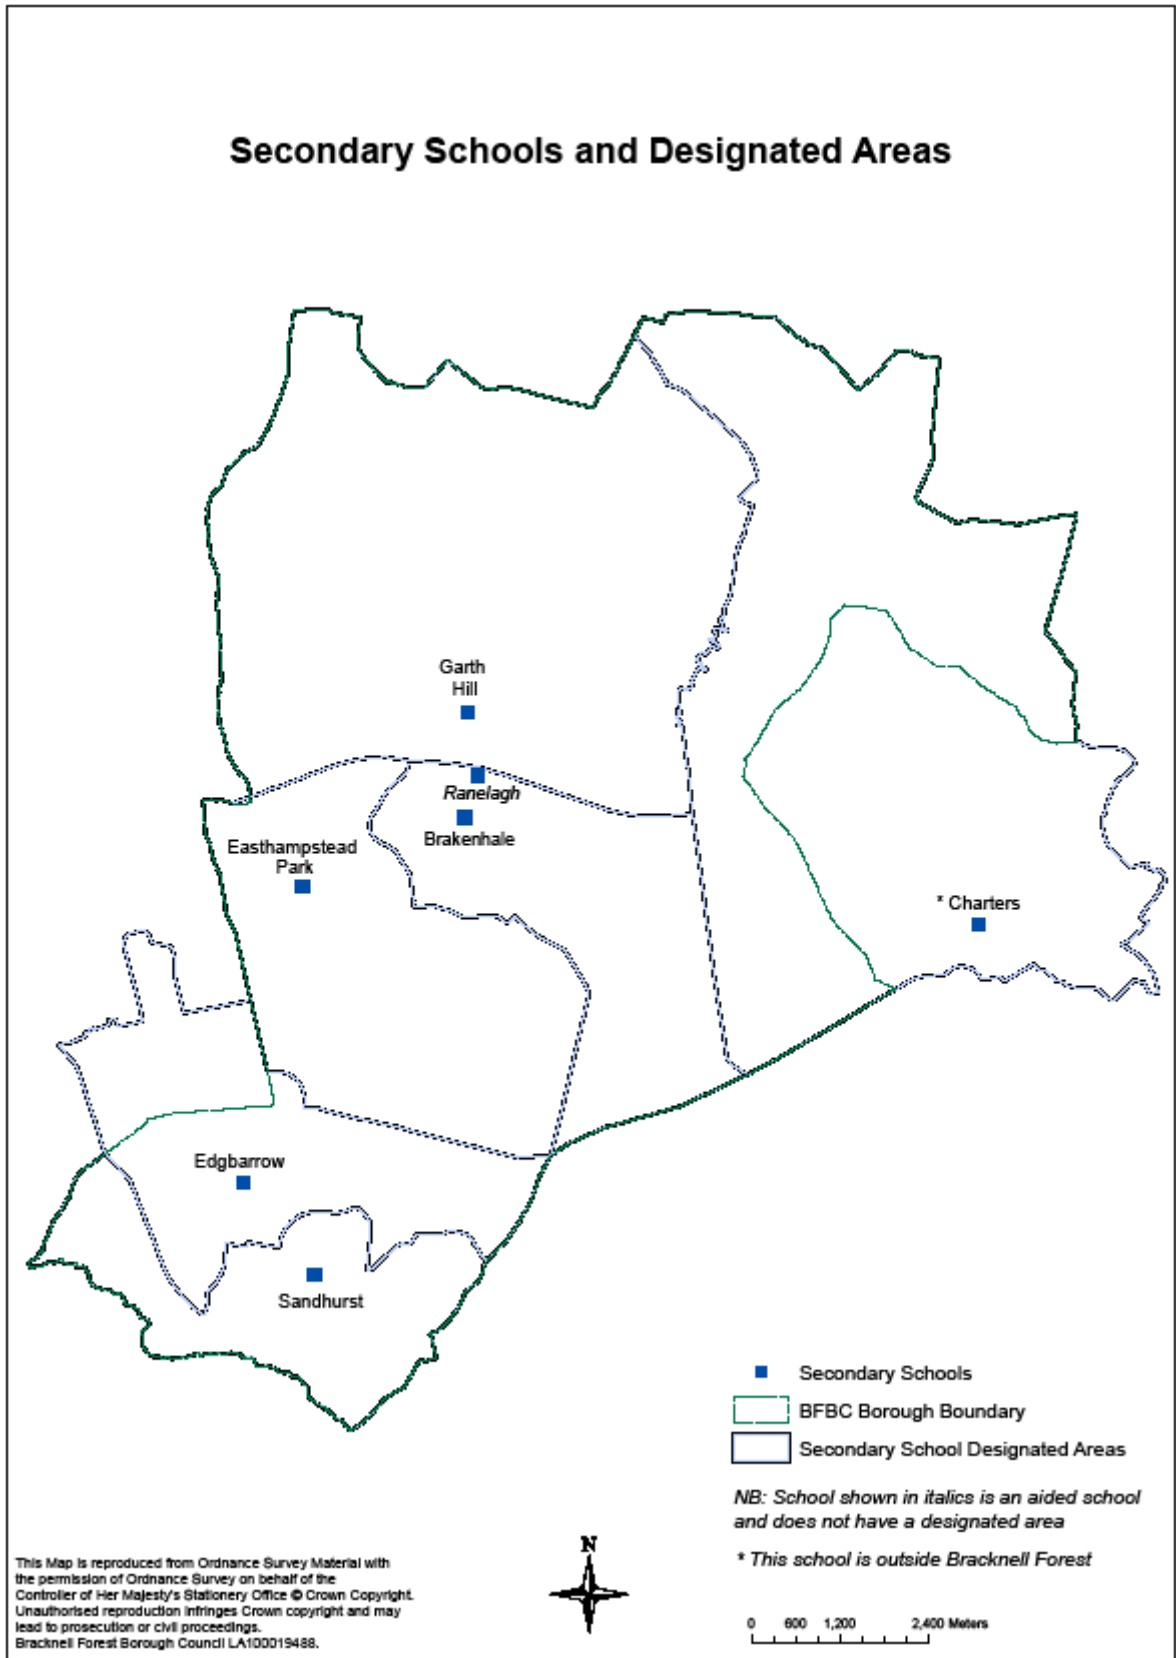 Secondary Schools and Designated Areas
Garth
Hill
Ranelagh
Brakenhale
Easthampstead
Park
* Charters
Edgbarrow
Sandhurst
Secondary Schools
BFBC Borough Boundary
Secondary School Designated Areas
NB: School shown in italics is an aided school
and does not have a designated area
* This school is outside Bracknell Forest
This Map is reproduced from Ordnance Survey Material with
the permission of Ordnance Survey on behalf of the
Controller of Her Majesty's Stationery Office © Crown Copyright.
Unauthorised reproduction infringes Crown copyright and may
lead to prosecution or civil proceedings.
Bracknell Forest Borough Council LA100019488.
N
0 600 1,200 2,400 Meters